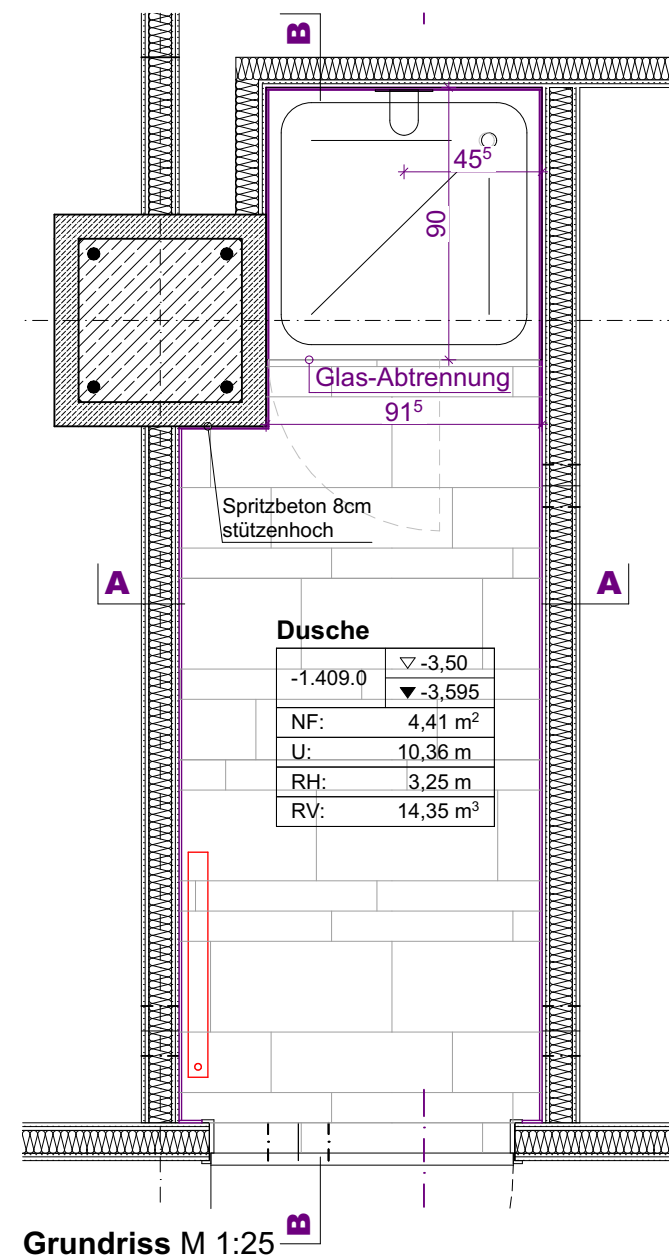 B
45⁵
90
Glas-Abtrennung
91⁵
Spritzbeton 8cm
stützenhoch
A
A
Dusche
-1.409.0
▽ -3,50
▼ -3,595
NF: 4,41 m²
U: 10,36 m
RH: 3,25 m
RV: 14,35 m³
B
Grundriss M 1:25